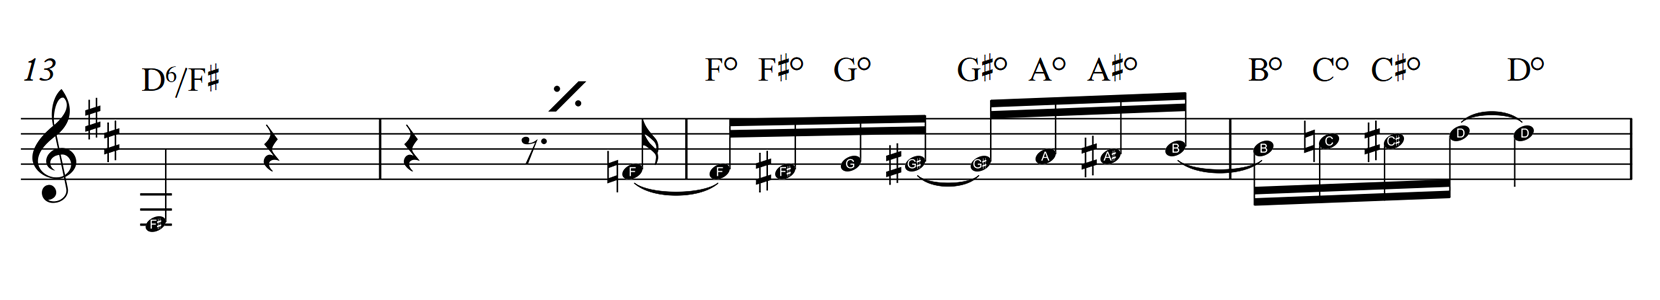 13
D6/F♯ F° F♯° G° G♯° A° A♯° B° C° C♯° D°
F♯ F F F♯ G G♯ G♯ A A♯ B B C C♯ D D